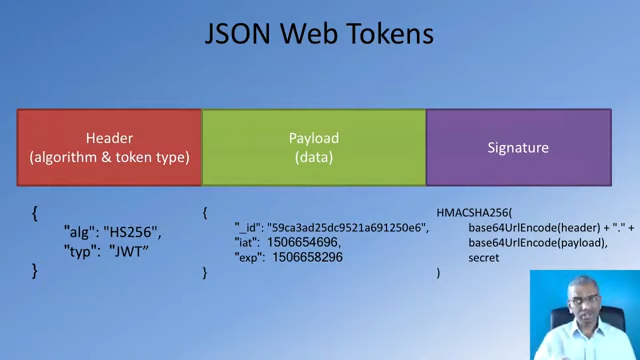 JSON Web Tokens
Header
(algorithm & token type)
Payload
(data)
Signature
{
"alg": "HS256",
"typ": "JWT”
}
{
"_id": "59ca3ad25dc9521a691250e6",
"iat": 1506654696,
"exp": 1506658296
}
HMACSHA256(
base64UrlEncode(header) + "." +
base64UrlEncode(payload),
secret
)